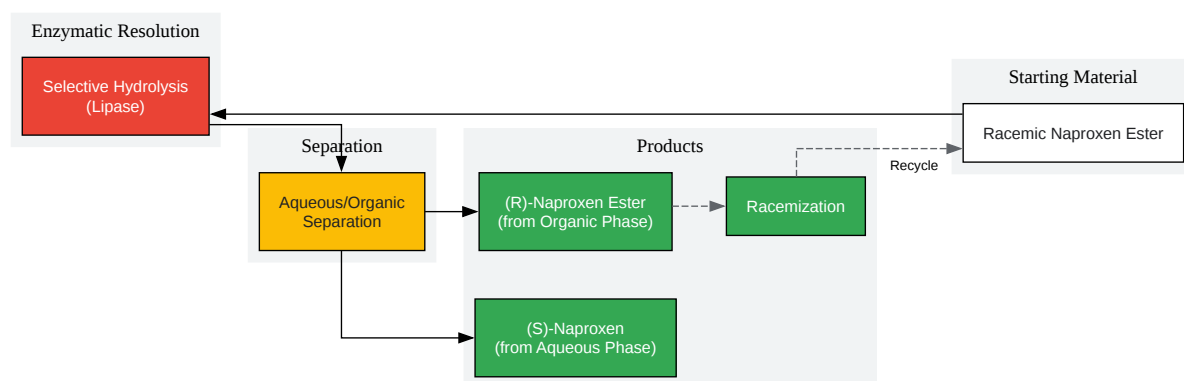 Enzymatic Resolution
Selective Hydrolysis
(Lipase)
Starting Material
Racemic Naproxen Ester
Separation
Aqueous/Organic
Separation
Products
(R)-Naproxen Ester
(from Organic Phase)
Racemization
Recycle
(S)-Naproxen
(from Aqueous Phase)